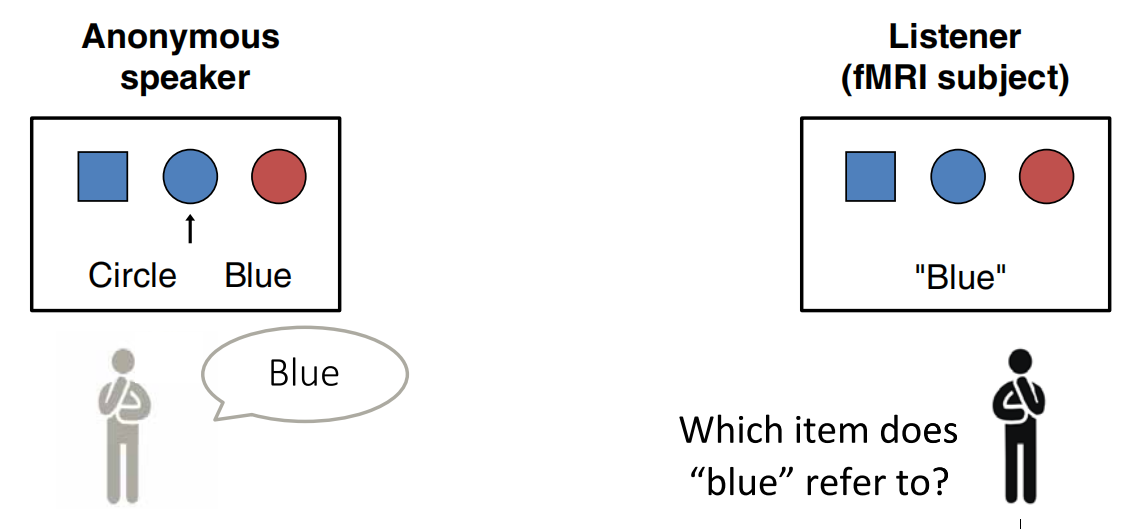 Anonymous
speaker
Circle Blue
Blue
Listener
(fMRI subject)
"Blue"
Which item does
“blue” refer to?